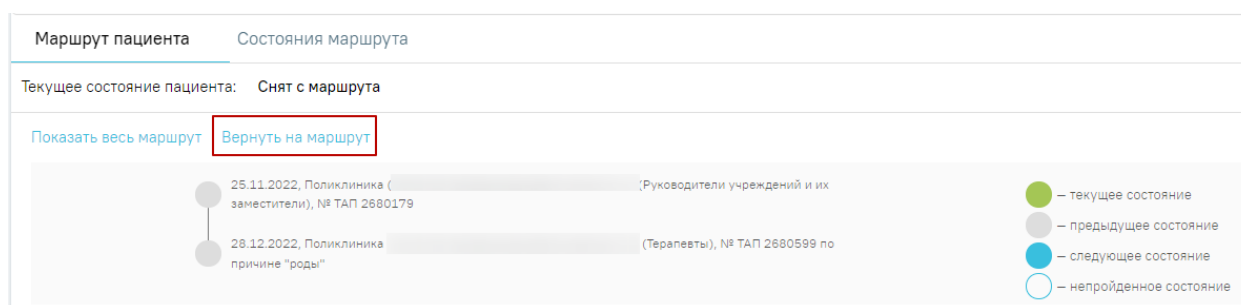 Маршрут пациента Состояния маршрута
Текущее состояние пациента: Снят с маршрута
Показать весь маршрут Вернуть на маршрут
25.11.2022, Поликлиника ( (Руководители учреждений и их
заместители), № ТАП 2680179
28.12.2022, Поликлиника (Терапевты), № ТАП 2680599 по
причине "роды"
– текущее состояние
– предыдущее состояние
– следующее состояние
– непройденное состояние